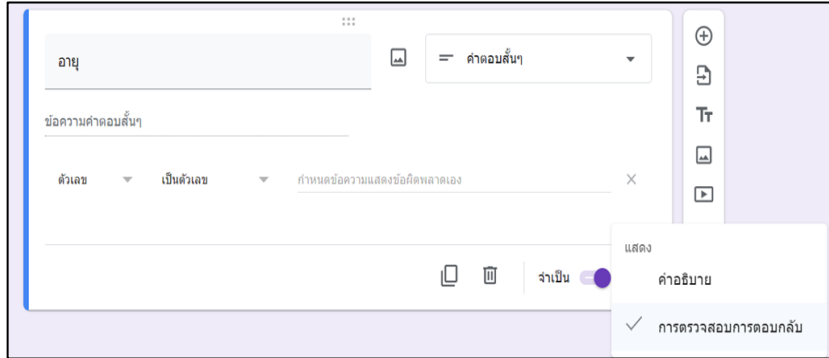 อายุ
คำตอบสั้นๆ
ข้อความคำตอบสั้นๆ
ตัวเลข เป็นตัวเลข กำหนดข้อความแสดงข้อผิดพลาดเอง
จำเป็น
แสดง
คำอธิบาย
การตรวจสอบการตอบกลับ
TT